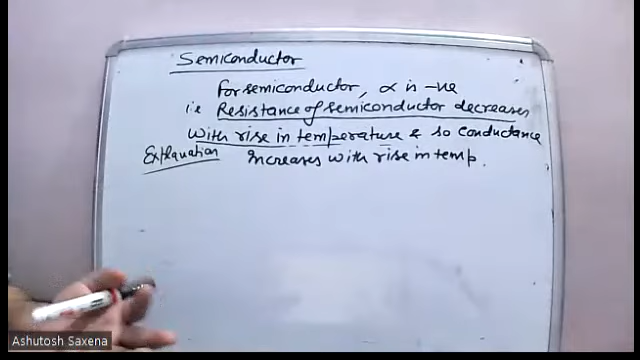 Semiconductor
For semiconductor, α is -ve
ie Resistance of semiconductor decreases
with rise in temperature & so conductance
Explanation increases with rise in temp.
Ashutosh Saxena